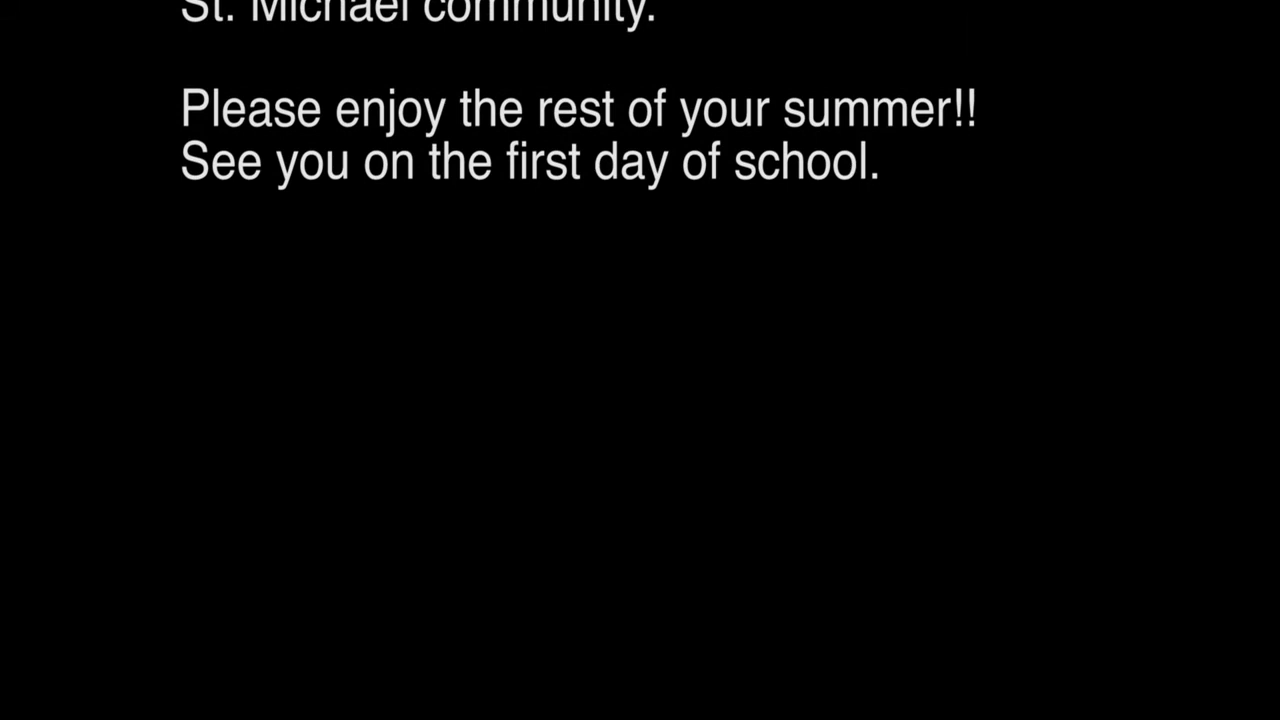 St. Michael community.
Please enjoy the rest of your summer!!
See you on the first day of school.